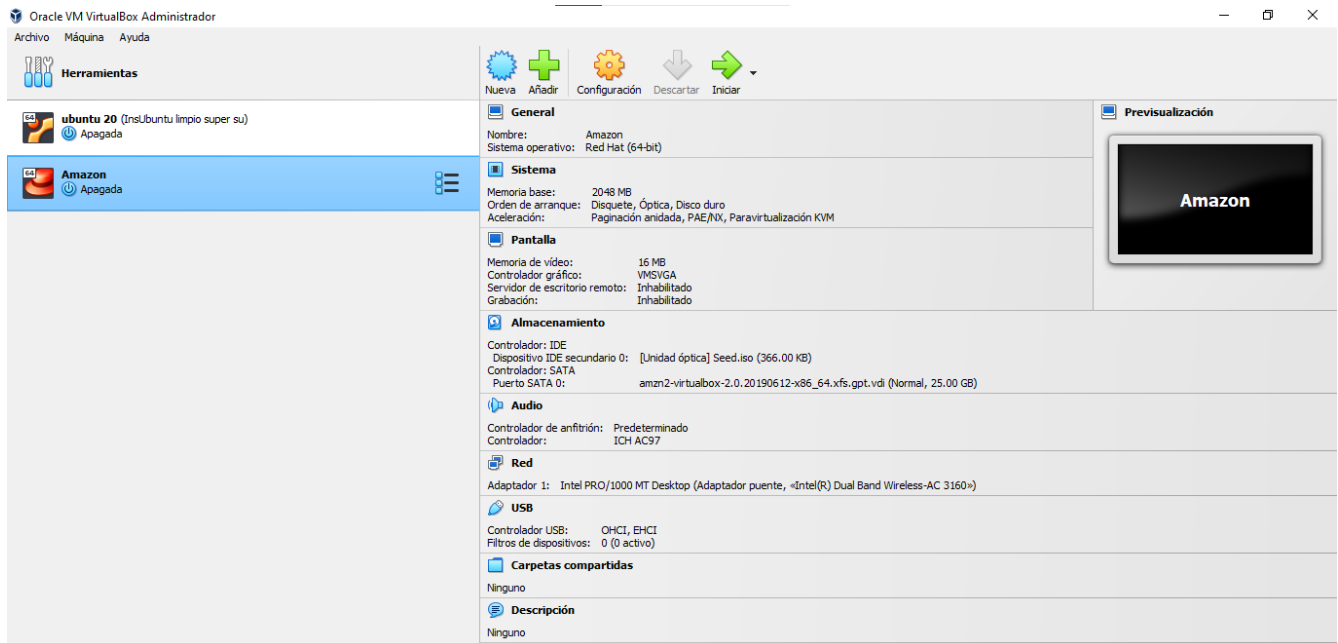 Oracle VM VirtualBox Administrador
Archivo Máquina Ayuda
Herramientas
Nueva Añadir Configuración Descartar Iniciar
64 ubuntu 20 (InsUbuntu limpio super su)
Apagada
64 Amazon
Apagada
General
Nombre: Amazon
Sistema operativo: Red Hat (64-bit)
Previsualización
Amazon
Sistema
Memoria base: 2048 MB
Orden de arranque: Disquete, Óptica, Disco duro
Aceleración: Paginación anidada, PAE/NX, Paravirtualización KVM
Pantalla
Memoria de vídeo: 16 MB
Controlador gráfico: VMSVGA
Servidor de escritorio remoto: Inhabilitado
Grabación: Inhabilitado
Almacenamiento
Controlador: IDE
Dispositivo IDE secundario 0: [Unidad óptica] Seed.iso (366.00 KB)
Controlador: SATA
Puerto SATA 0: amzn2-virtualbox-2.0.20190612-x86_64.xfs.gpt.vdi (Normal, 25.00 GB)
Audio
Controlador de anfitrión: Predeterminado
Controlador: ICH AC97
Red
Adaptador 1: Intel PRO/1000 MT Desktop (Adaptador puente, «Intel(R) Dual Band Wireless-AC 3160»)
USB
Controlador USB: OHCI, EHCI
Filtros de dispositivos: 0 (0 activo)
Carpetas compartidas
Ninguno
Descripción
Ninguno